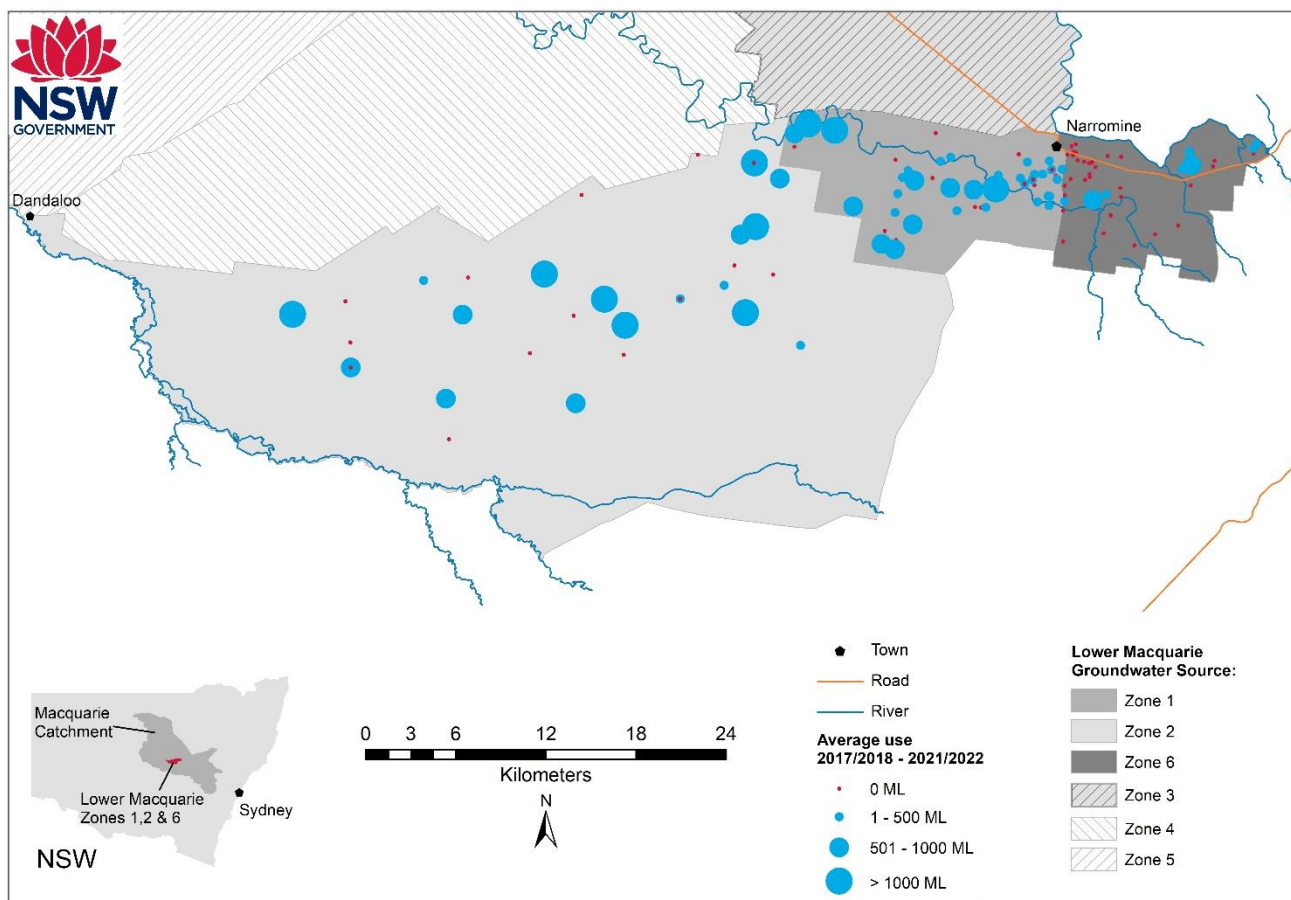 NSW
GOVERNMENT
Narromine
Dandaloo
Macquarie
Catchment
Lower Macquarie
Zones 1,2 & 6
Sydney
NSW
0 3 6 12 18 24
Kilometers
N
Town
Road
River
Average use
2017/2018 - 2021/2022
0 ML
1 - 500 ML
501 - 1000 ML
> 1000 ML
Lower Macquarie
Groundwater Source:
Zone 1
Zone 2
Zone 6
Zone 3
Zone 4
Zone 5